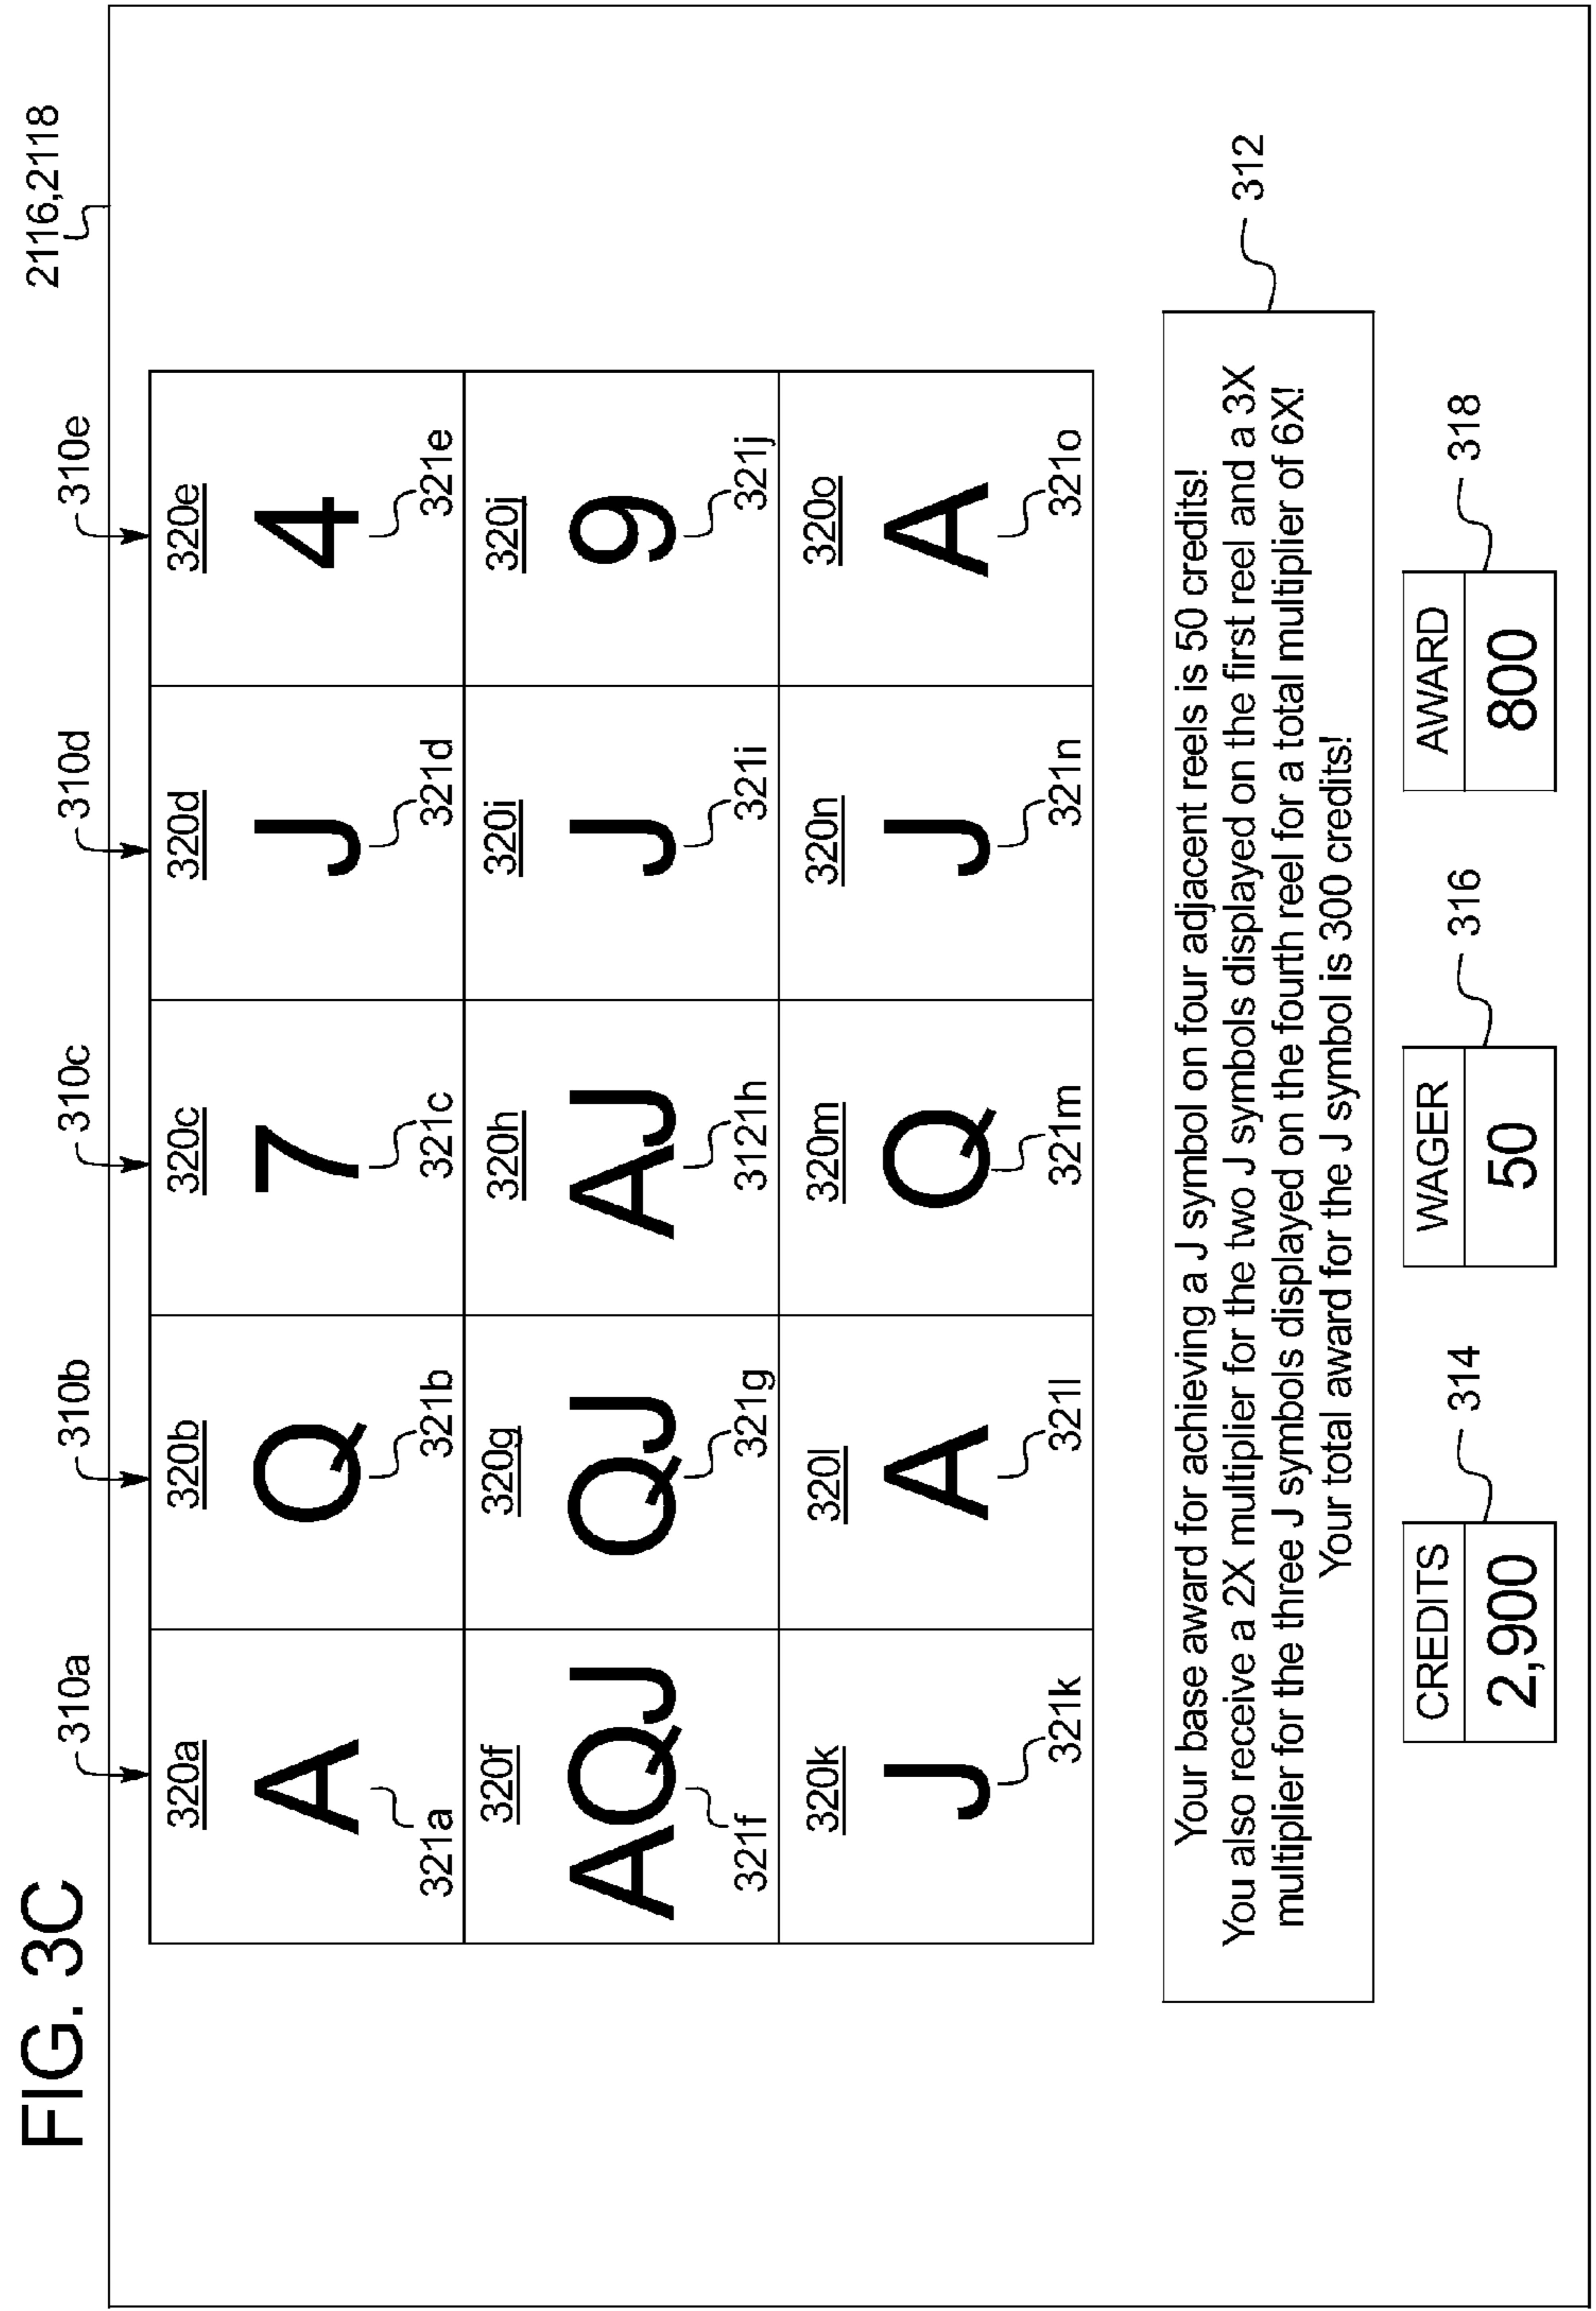 FIG. 3C
2116,2118
310a 310b 310c 310d 310e
320a 320b 320c 320d 320e
A Q 7 J 4
321a 321b 321c 321d 321e
320f 320g 320h 320i 320j
AQJ QJ AJ J 9
321f 321g 3121h 321i 321j
320k 320l 320m 320n 320o
J A Q J A
321k 321l 321m 321n 321o
Your base award for achieving a J symbol on four adjacent reels is 50 credits!
You also receive a 2X multiplier for the two J symbols displayed on the first reel and a 3X
multiplier for the three J symbols displayed on the fourth reel for a total multiplier of 6X!
Your total award for the J symbol is 300 credits!
312
CREDITS 314 WAGER 316 AWARD 318
2,900 50 800